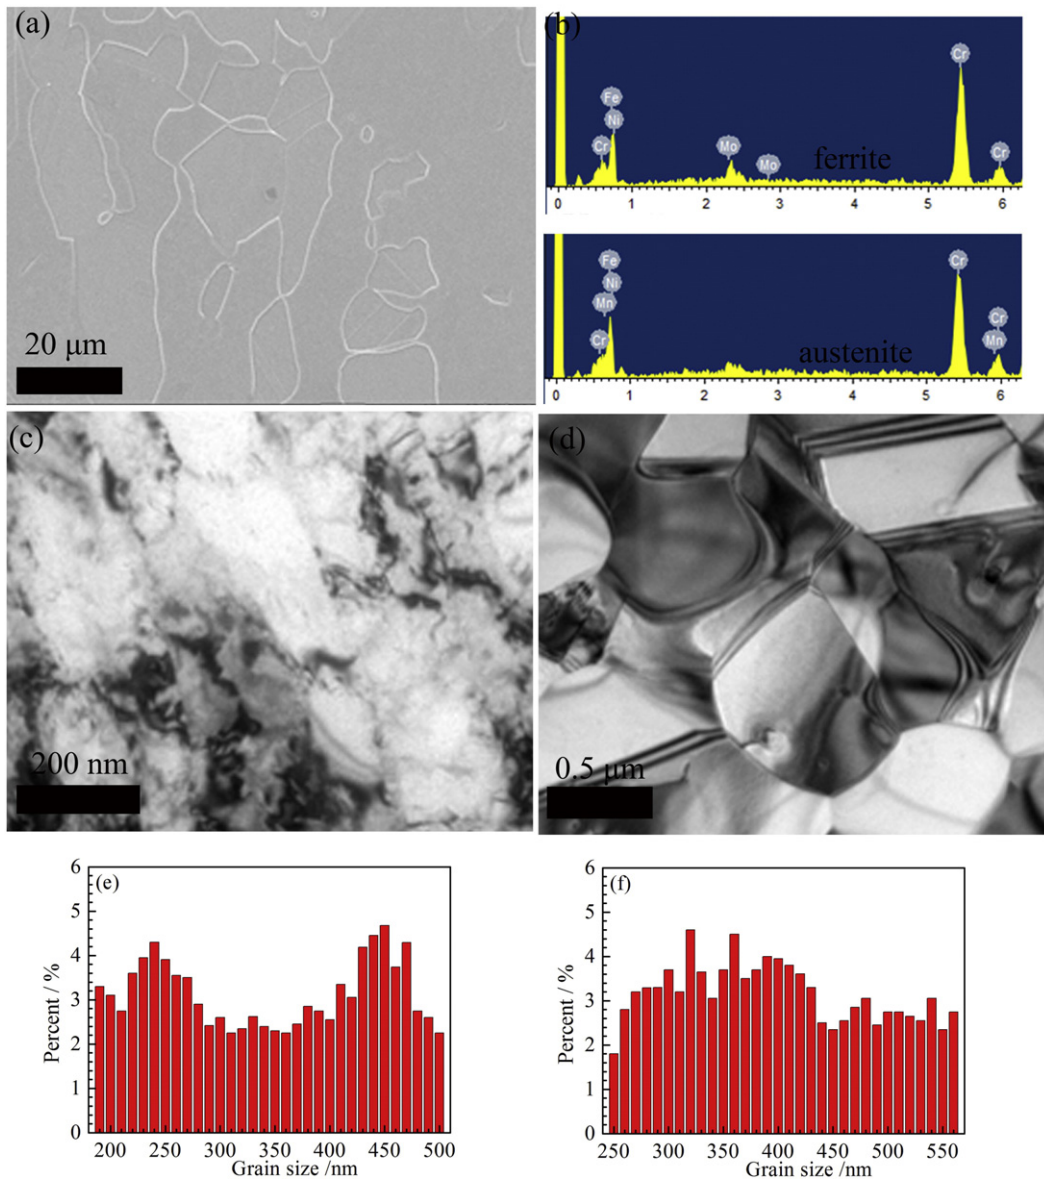 (a)
20 μm
(b)
Fe
Ni
Cr
Mo
Mo
ferrite
Cr
Cr
0 1 2 3 4 5 6
Fe
Ni
Mn
Cr
austenite
Cr
Cr
Mn
0 1 2 3 4 5 6
(c)
200 nm
(d)
0.5 μm
(e)
6
5
4
3
2
1
0
Percent / %
200 250 300 350 400 450 500
Grain size /nm
(f)
6
5
4
3
2
1
0
Percent / %
250 300 350 400 450 500 550
Grain size /nm